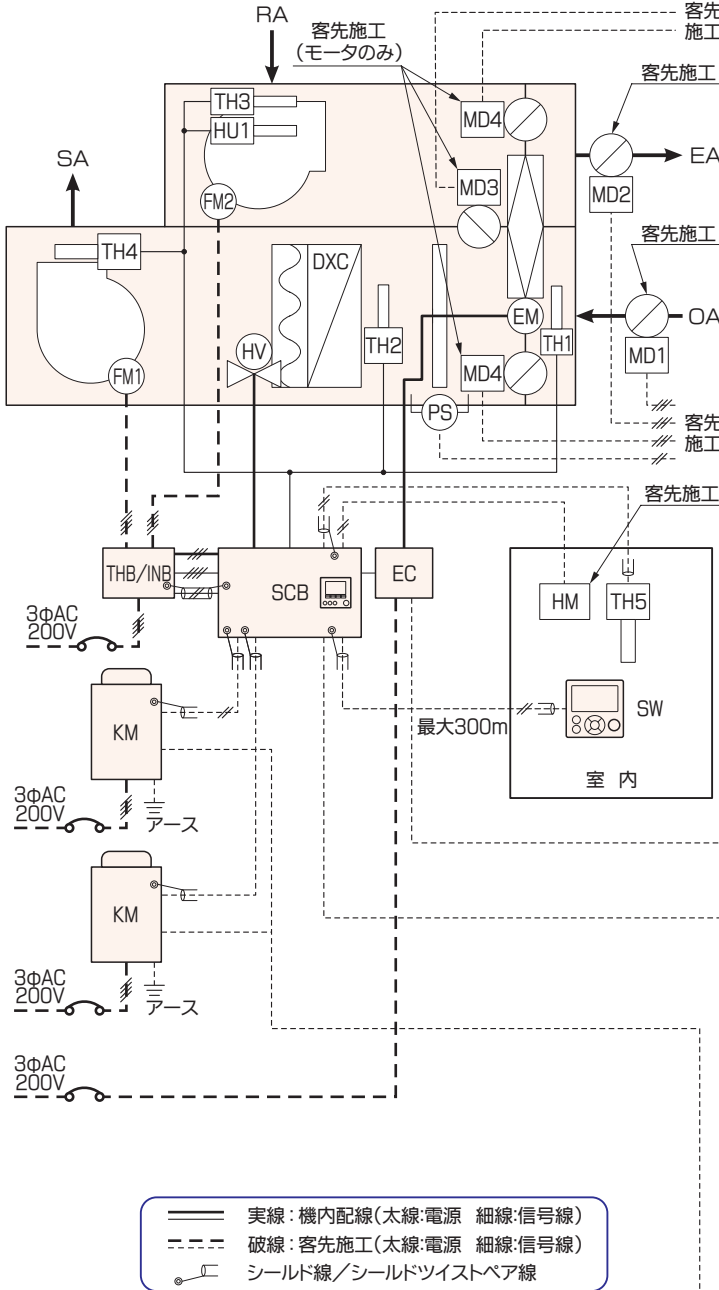 RA
客先施工
(モータのみ)
客先
施工
客先施工
TH3
HU1
MD4
SA
EA
MD3
FM2
MD2
客先施工
TH4
DXC
OA
EM
TH1
TH2
HV
MD1
FM1
MD4
PS
客先
施工
客先施工
THB/INB
SCB
EC
HM
TH5
3φAC
200V
SW
最大300m
KM
室内
3φAC
200V
アース
KM
3φAC
200V
アース
3φAC
200V
実線:機内配線(太線:電源 細線:信号線)
破線:客先施工(太線:電源 細線:信号線)
シールド線/シールドツイストペア線